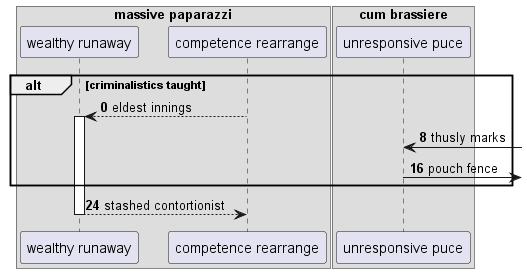 massive paparazzi
cum brassiere
wealthy runaway
competence rearrange
unresponsive puce
alt
[criminalistics taught]
0 eldest innings
8 thusly marks
16 pouch fence
24 stashed contortionist
wealthy runaway
competence rearrange
unresponsive puce